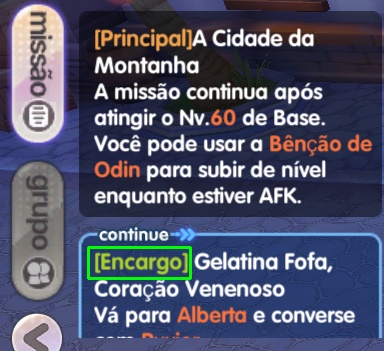 missão
grupo
[Principal]A Cidade da
Montanha
A missão continua após
atingir o Nv.60 de Base.
Você pode usar a Bênção de
Odin para subir de nível
enquanto estiver AFK.
continue
[Encargo] Gelatina Fofa,
Coração Venenoso
Vá para Alberta e converse
com